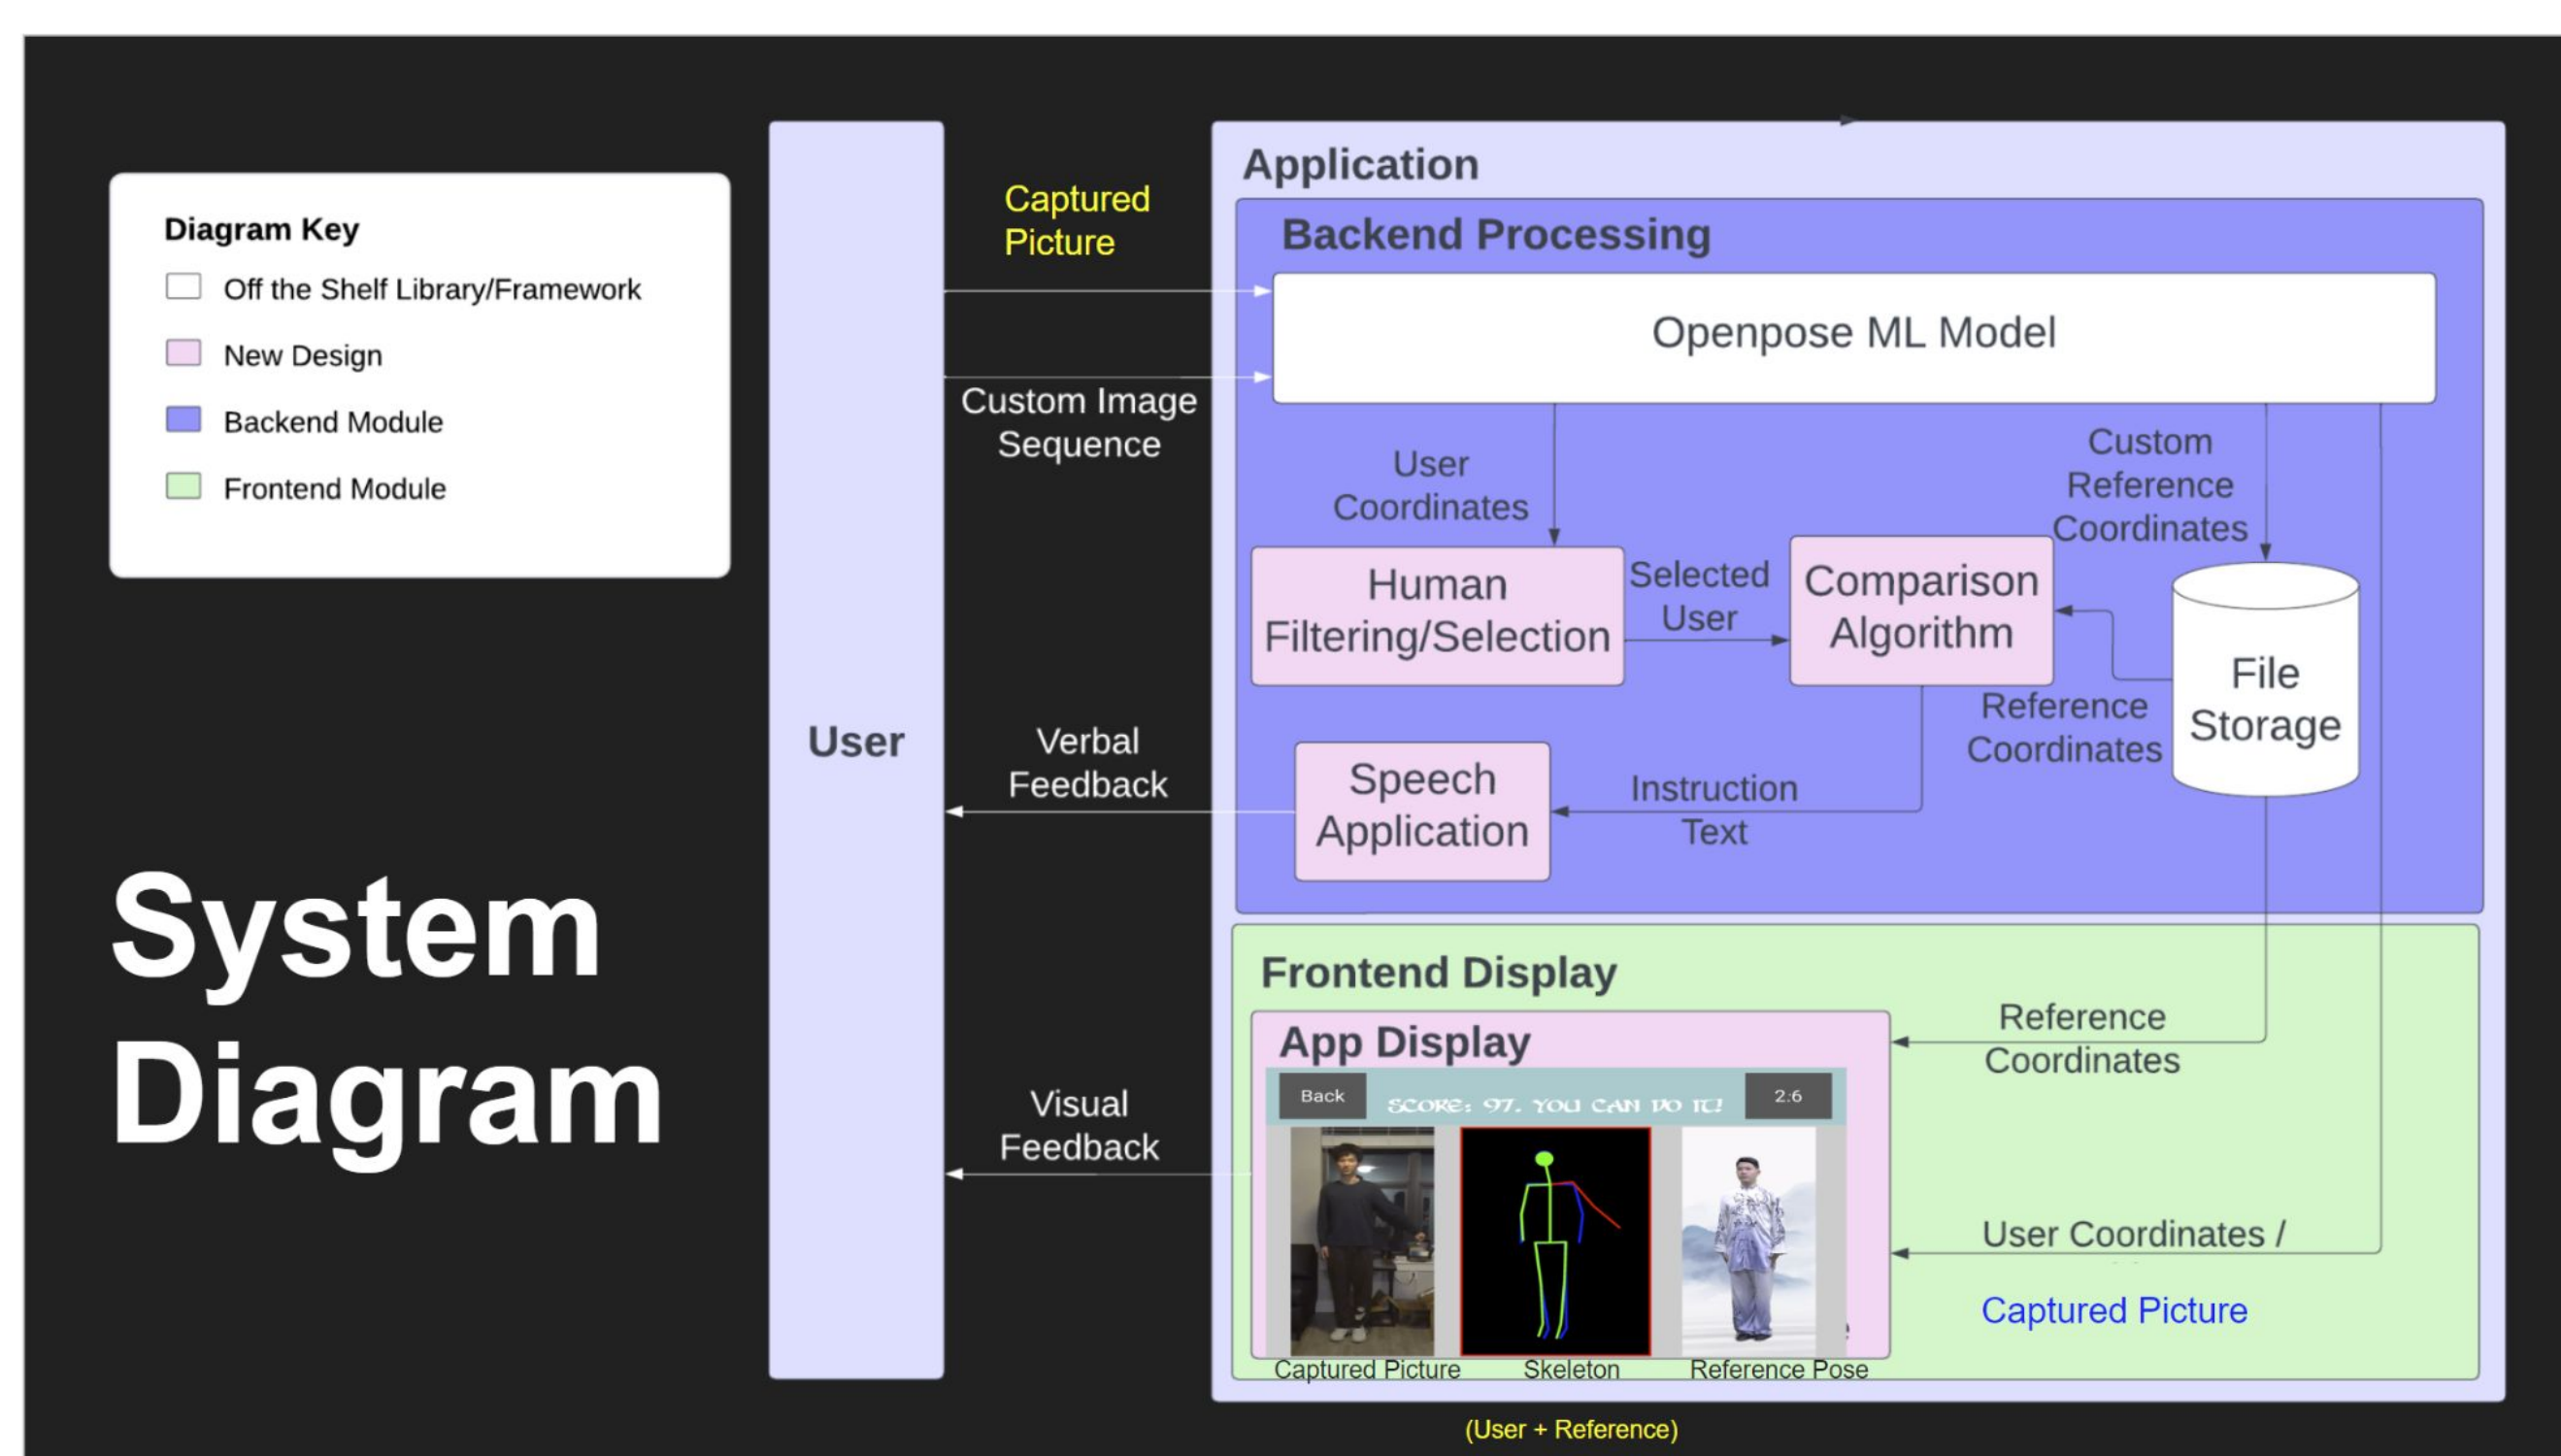 Diagram Key
Off the Shelf Library/Framework
New Design
Backend Module
Frontend Module
System
Diagram
User
Captured
Picture
Custom Image
Sequence
Verbal
Feedback
Visual
Feedback
Application
Backend Processing
Openpose ML Model
User
Coordinates
Custom
Reference
Coordinates
Human
Filtering/Selection
Selected
User
Comparison
Algorithm
File
Storage
Reference
Coordinates
Speech
Application
Instruction
Text
Frontend Display
App Display
Back
SCORE: 97. YOU CAN DO IT!
2:6
Captured Picture
Skeleton
Reference Pose
(User + Reference)
Reference
Coordinates
User Coordinates /
Captured Picture